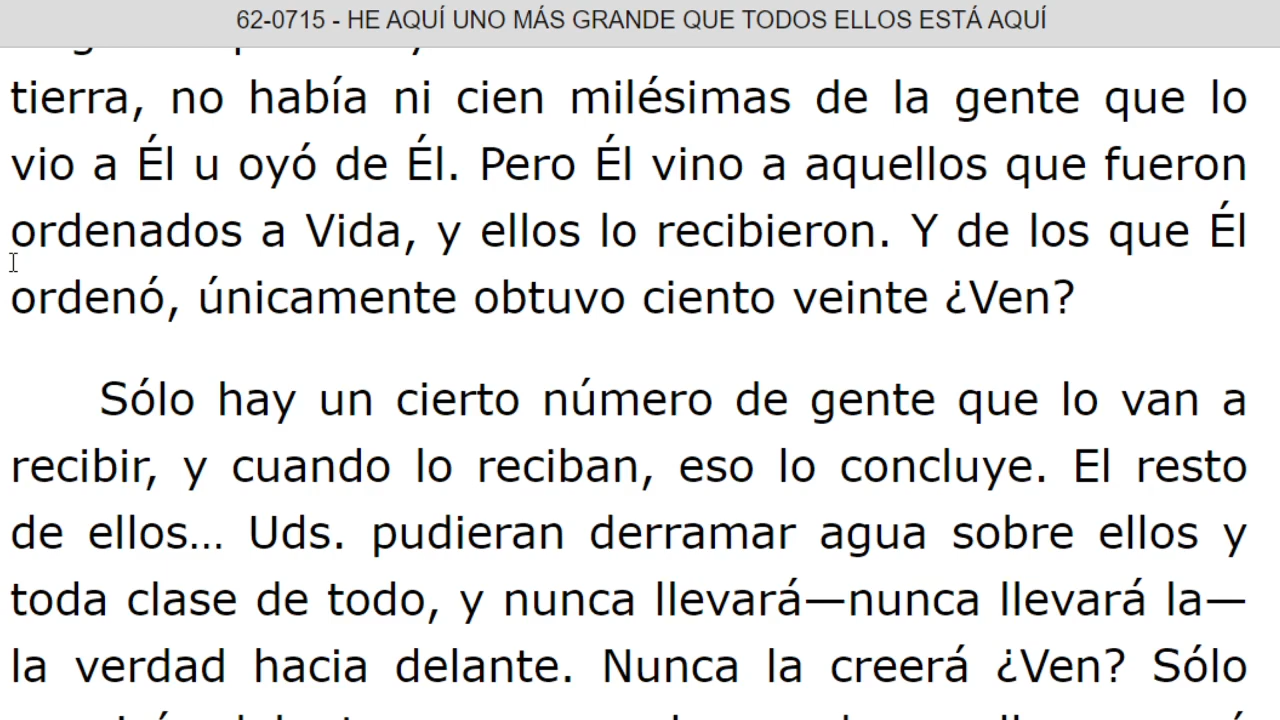 62-0715 - HE AQUÍ UNO MÁS GRANDE QUE TODOS ELLOS ESTÁ AQUÍ
tierra, no había ni cien milésimas de la gente que lo
vio a Él u oyó de Él. Pero Él vino a aquellos que fueron
ordenados a Vida, y ellos lo recibieron. Y de los que Él
ordenó, únicamente obtuvo ciento veinte ¿Ven?
Sólo hay un cierto número de gente que lo van a
recibir, y cuando lo reciban, eso lo concluye. El resto
de ellos… Uds. pudieran derramar agua sobre ellos y
toda clase de todo, y nunca llevará—nunca llevará la—
la verdad hacia delante. Nunca la creerá ¿Ven? Sólo